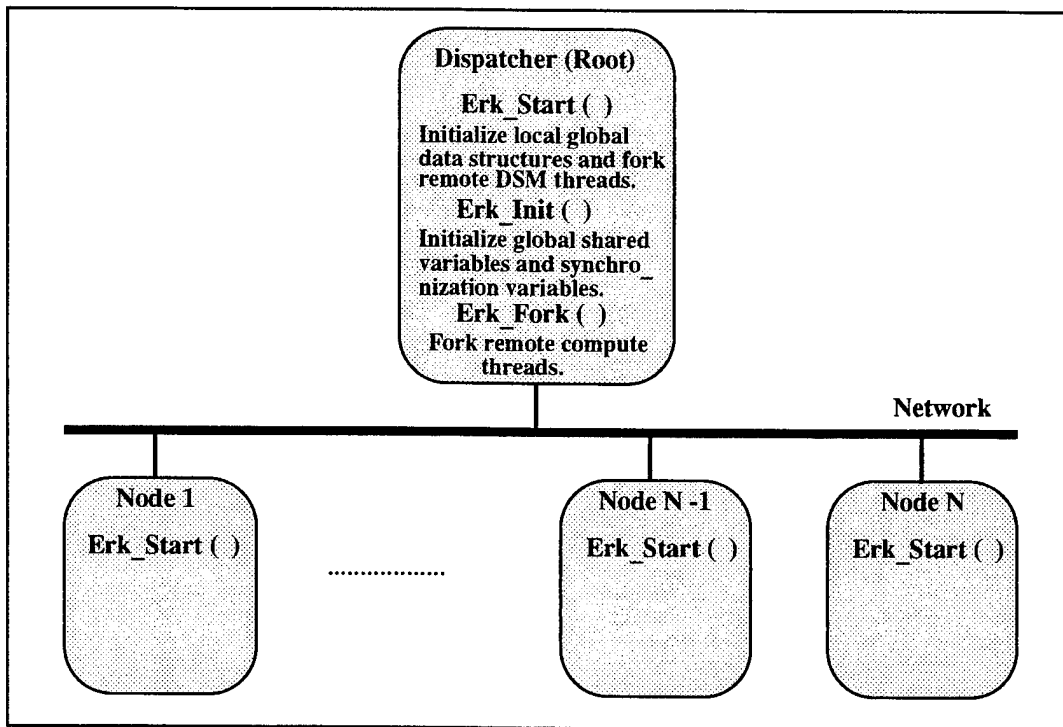 Dispatcher (Root)
Erk_Start ( )
Initialize local global
data structures and fork
remote DSM threads.
Erk_Init ( )
Initialize global shared
variables and synchro_
nization variables.
Erk_Fork ( )
Fork remote compute
threads.
Network
Node 1
Erk_Start ( )
Node N -1
Erk_Start ( )
Node N
Erk_Start ( )